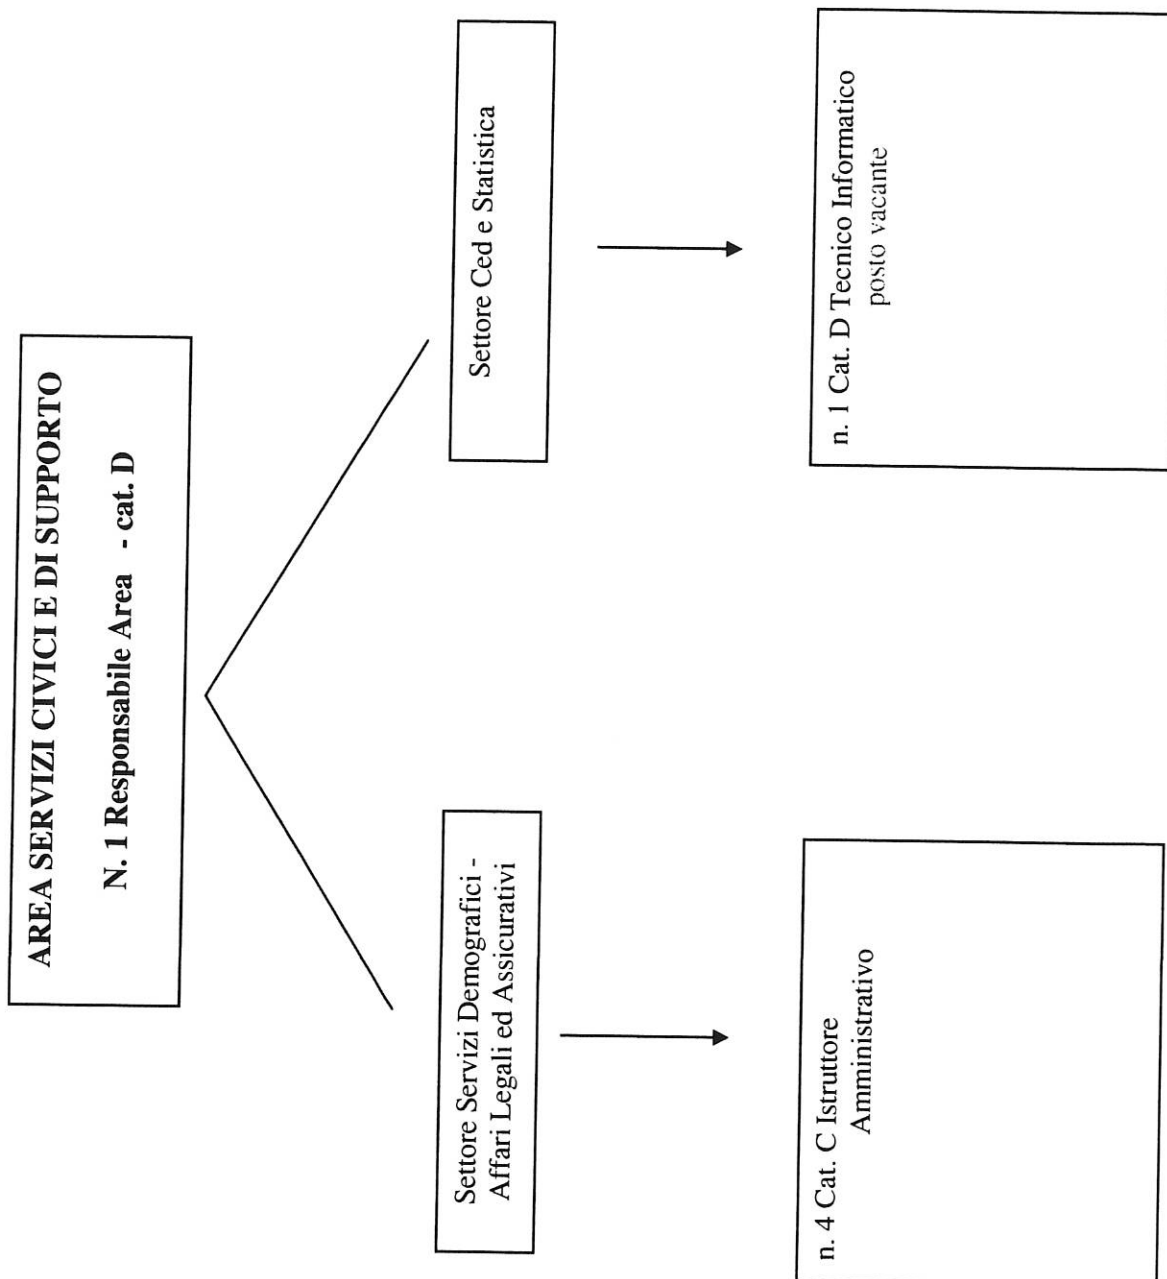 AREA SERVIZI CIVICI E DI SUPPORTO
N. 1 Responsabile Area - cat. D
Settore Servizi Demografici -
Affari Legali ed Assicurativi
Settore Ced e Statistica
n. 4 Cat. C Istruttore
Amministrativo
n. 1 Cat. D Tecnico Informatico
posto vacante